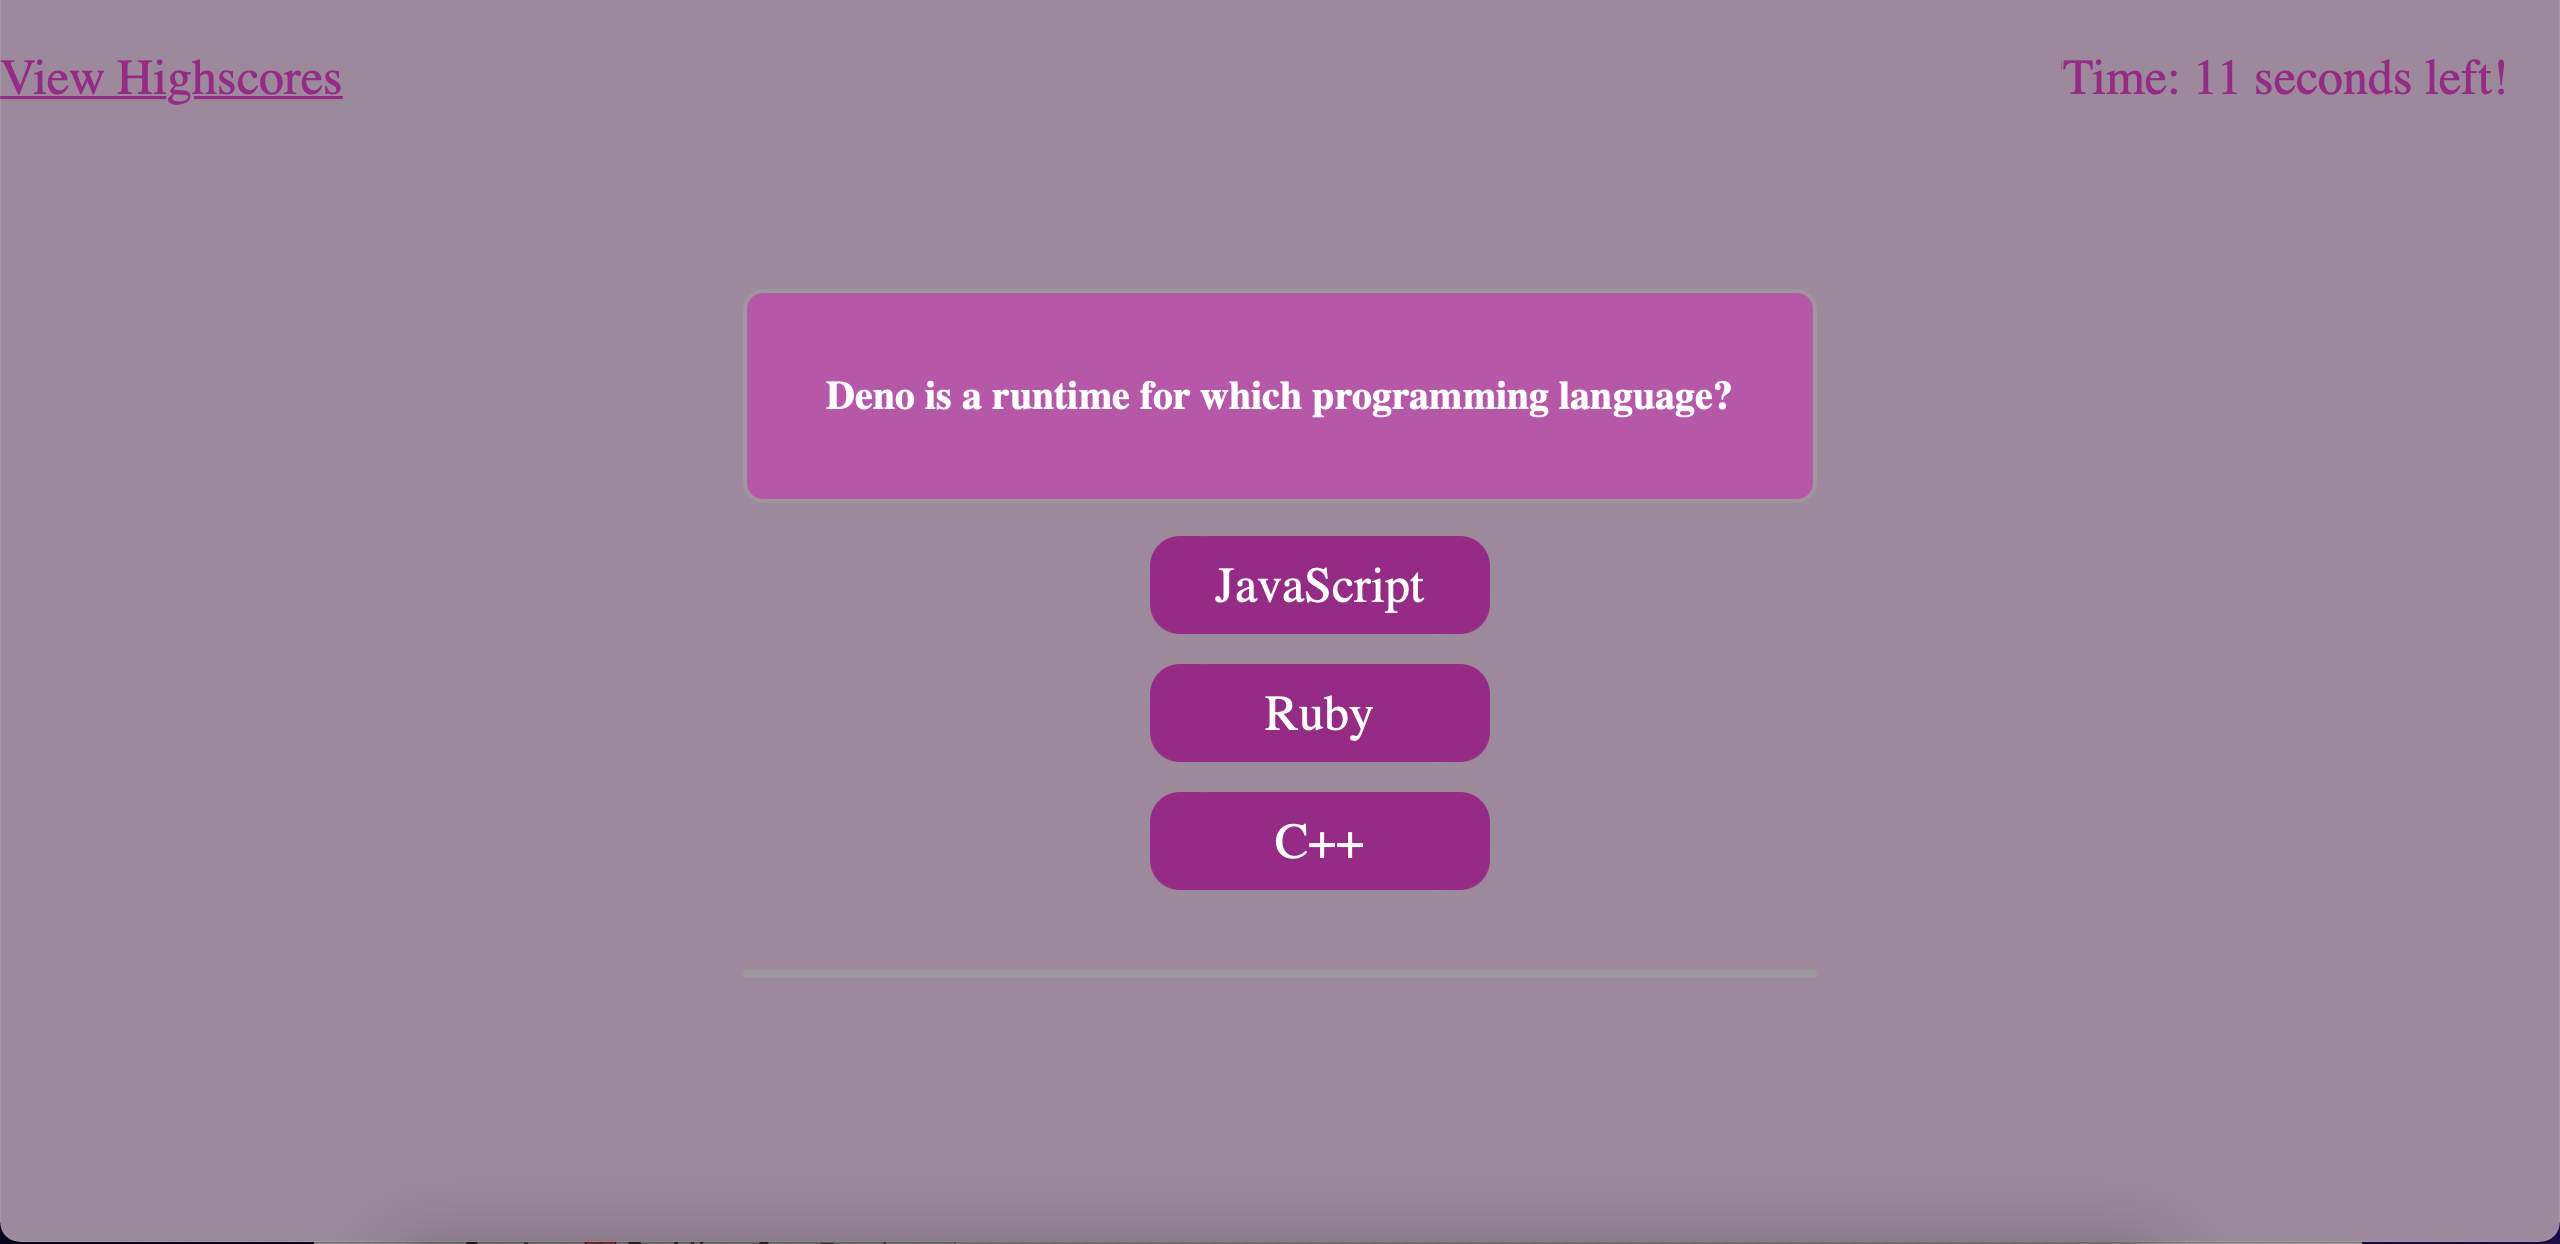 View Highscores
Time: 11 seconds left!
Deno is a runtime for which programming language?
JavaScript
Ruby
C++